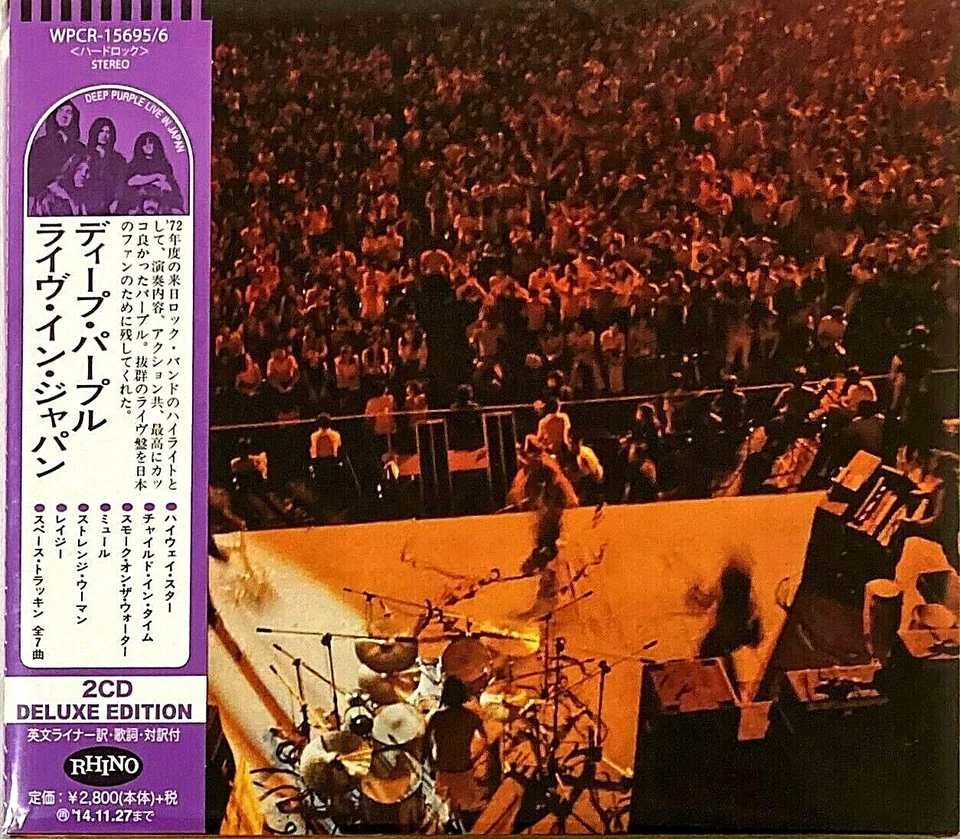 WPCR-15695/6
<ハードロック>
STEREO
DEEP PURPLE LIVE IN JAPAN
ディープ・パープル
ライヴ・イン・ジャパン
'72年度の来日ロック・バンドのハイライトと
して、演奏内容、アクション共、最高にカッ
コ良かったパープル。抜群のライヴ盤を日本
のファンのために残してくれた。
●ハイウェイ・スター
●チャイルド・イン・タイム
●スモーク・オン・ザ・ウォーター
●ミュール
●ストレンジ・ウーマン
●レイジー
●スペース・トラッキン 全7曲
2CD
DELUXE EDITION
英文ライナー訳・歌詞・対訳付
RHINO
定価:¥2,800(本体)+税
再'14.11.27まで